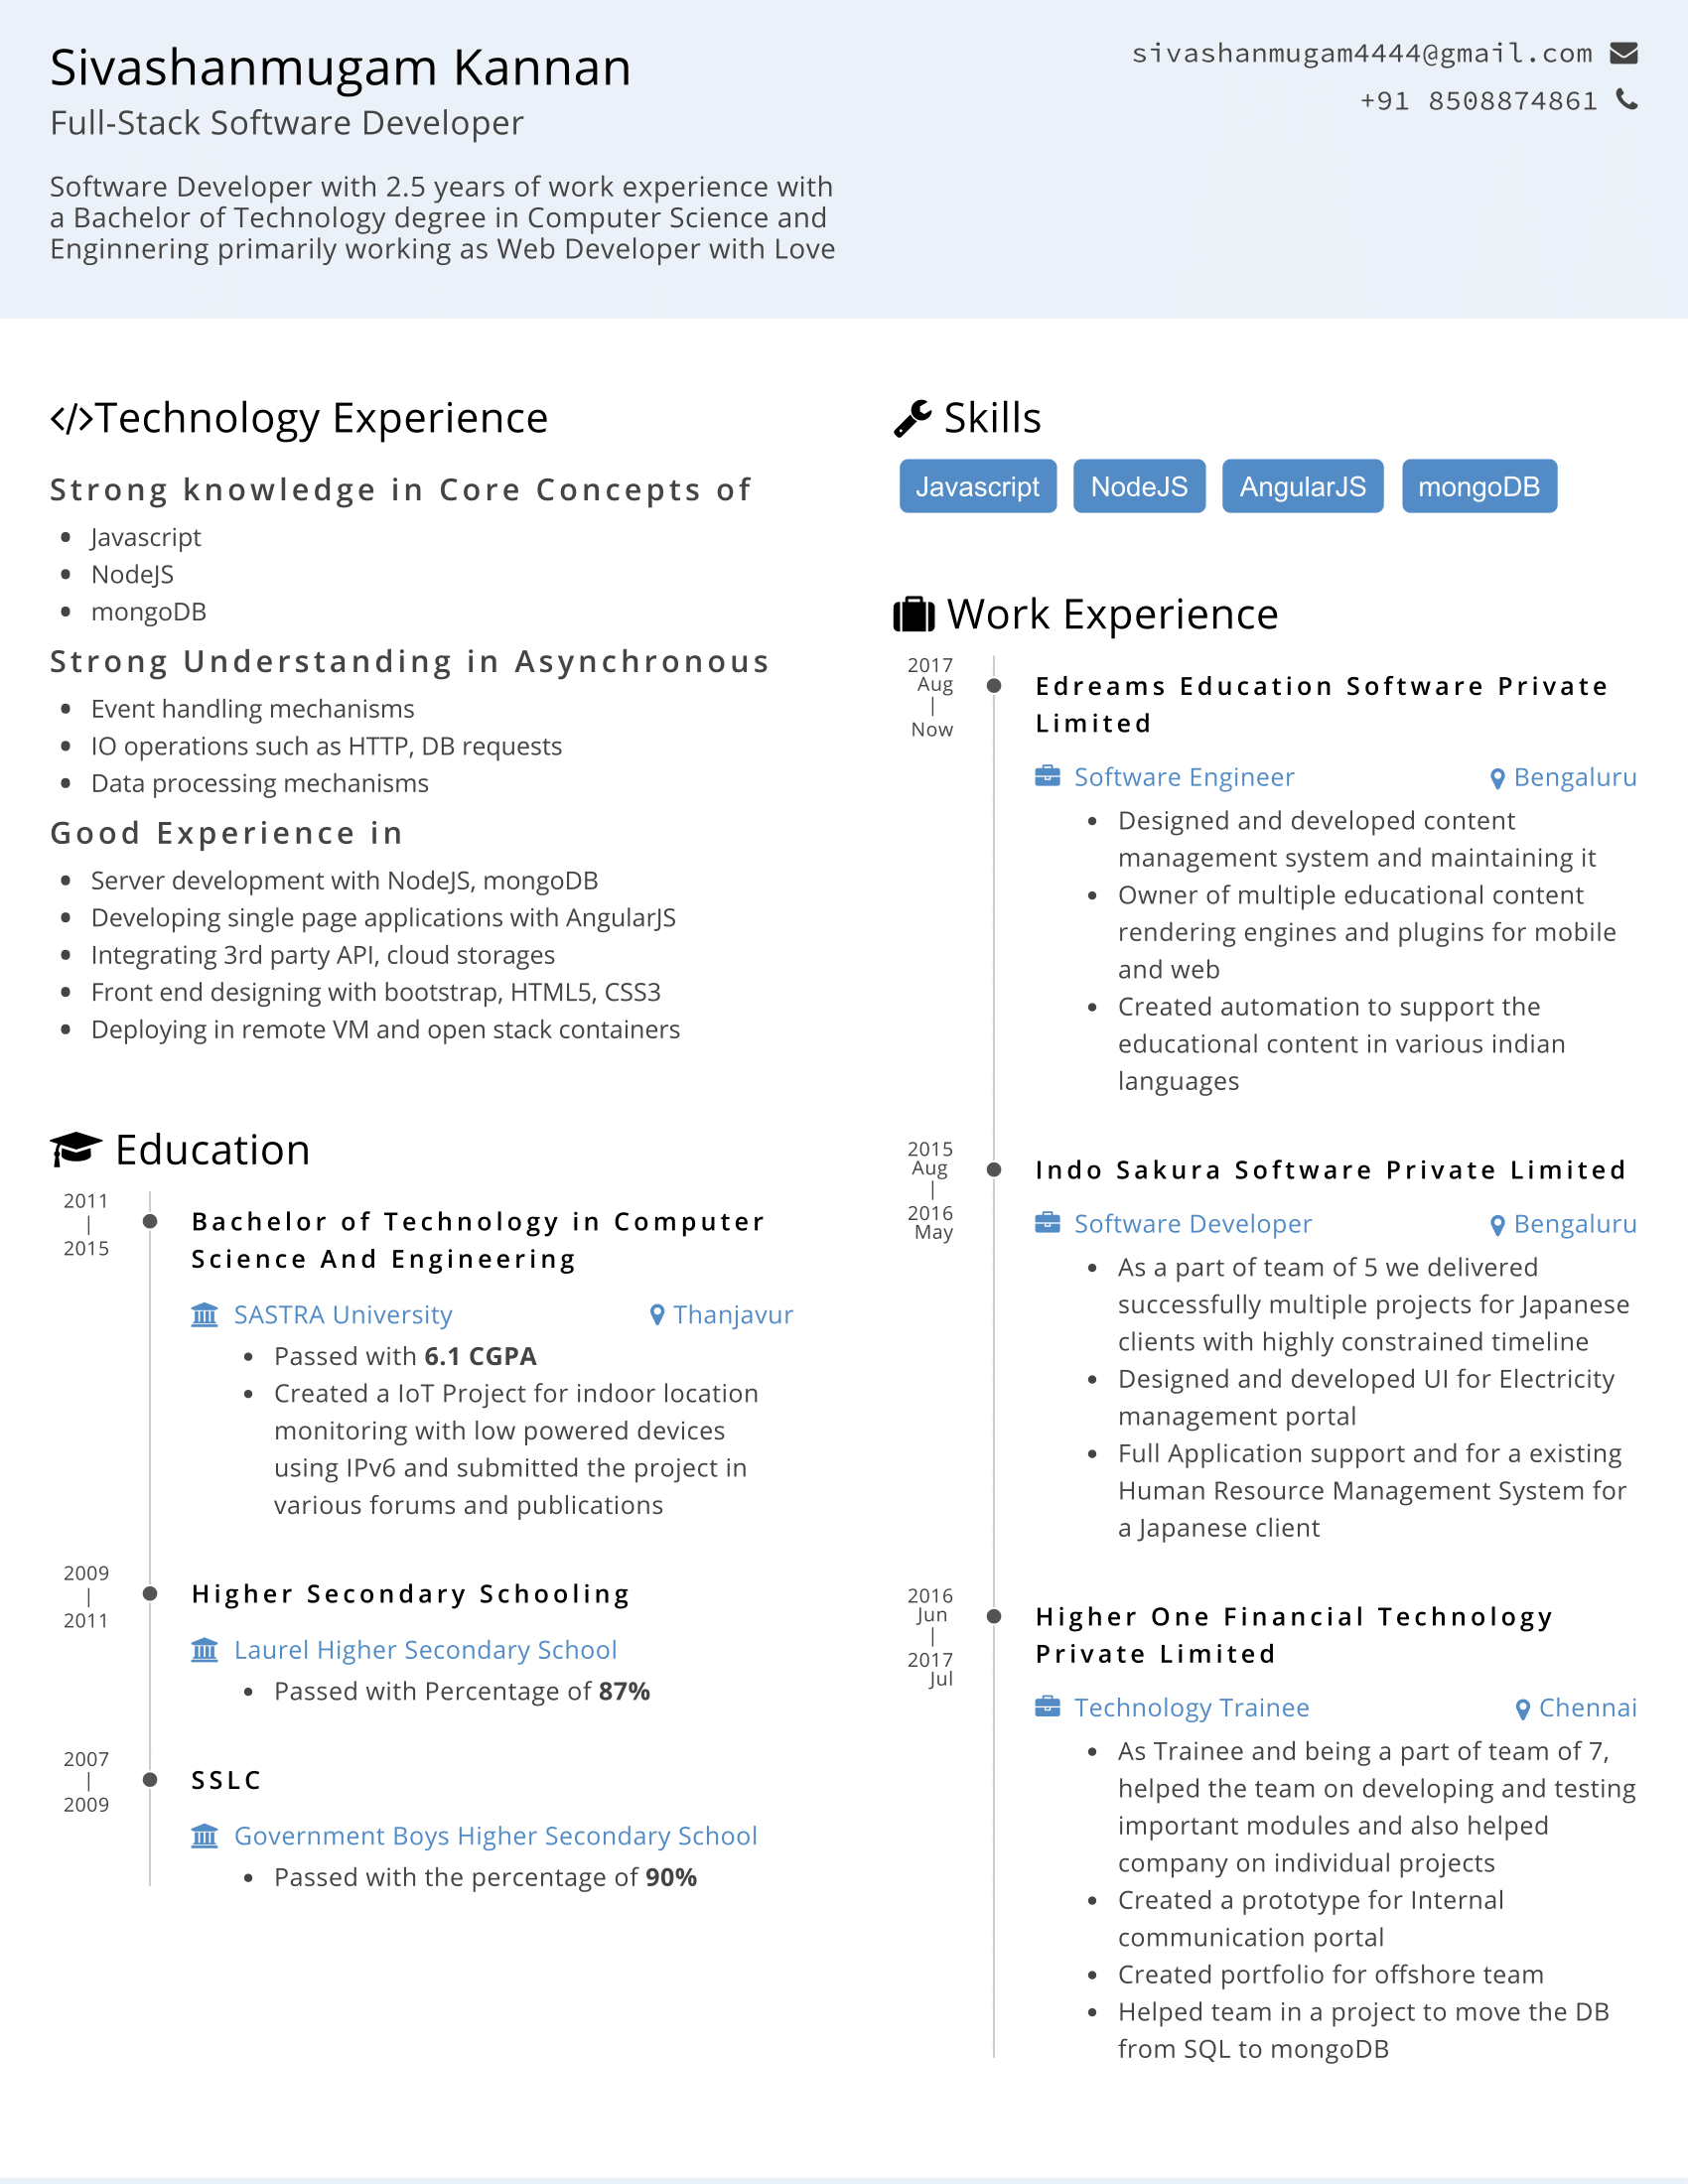 Sivashanmugam Kannan
Full-Stack Software Developer
Software Developer with 2.5 years of work experience with
a Bachelor of Technology degree in Computer Science and
Enginnering primarily working as Web Developer with Love
sivashanmugam4444@gmail.com
+91 8508874861
</>Technology Experience
Strong knowledge in Core Concepts of
• Javascript
• NodeJS
• mongoDB
Strong Understanding in Asynchronous
• Event handling mechanisms
• IO operations such as HTTP, DB requests
• Data processing mechanisms
Good Experience in
• Server development with NodeJS, mongoDB
• Developing single page applications with AngularJS
• Integrating 3rd party API, cloud storages
• Front end designing with bootstrap, HTML5, CSS3
• Deploying in remote VM and open stack containers
Education
2011
|
2015
Bachelor of Technology in Computer
Science And Engineering
SASTRA University Thanjavur
• Passed with 6.1 CGPA
• Created a IoT Project for indoor location
monitoring with low powered devices
using IPv6 and submitted the project in
various forums and publications
2009
|
2011
Higher Secondary Schooling
Laurel Higher Secondary School
• Passed with Percentage of 87%
2007
|
2009
SSLC
Government Boys Higher Secondary School
• Passed with the percentage of 90%
Skills
Javascript NodeJS AngularJS mongoDB
Work Experience
2017
Aug
|
Now
Edreams Education Software Private
Limited
Software Engineer Bengaluru
• Designed and developed content
management system and maintaining it
• Owner of multiple educational content
rendering engines and plugins for mobile
and web
• Created automation to support the
educational content in various indian
languages
2015
Aug
|
2016
May
Indo Sakura Software Private Limited
Software Developer Bengaluru
• As a part of team of 5 we delivered
successfully multiple projects for Japanese
clients with highly constrained timeline
• Designed and developed UI for Electricity
management portal
• Full Application support and for a existing
Human Resource Management System for
a Japanese client
2016
Jun
|
2017
Jul
Higher One Financial Technology
Private Limited
Technology Trainee Chennai
• As Trainee and being a part of team of 7,
helped the team on developing and testing
important modules and also helped
company on individual projects
• Created a prototype for Internal
communication portal
• Created portfolio for offshore team
• Helped team in a project to move the DB
from SQL to mongoDB